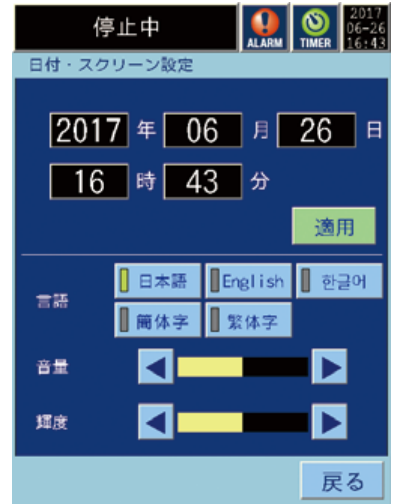 停止中 ALARM TIMER 2017
06-26
16:43
日付・スクリーン設定
2017 年 06 月 26 日
16 時 43 分
適用
言語
日本語 English 한글어
简体字 繁体字
音量
輝度
戻る